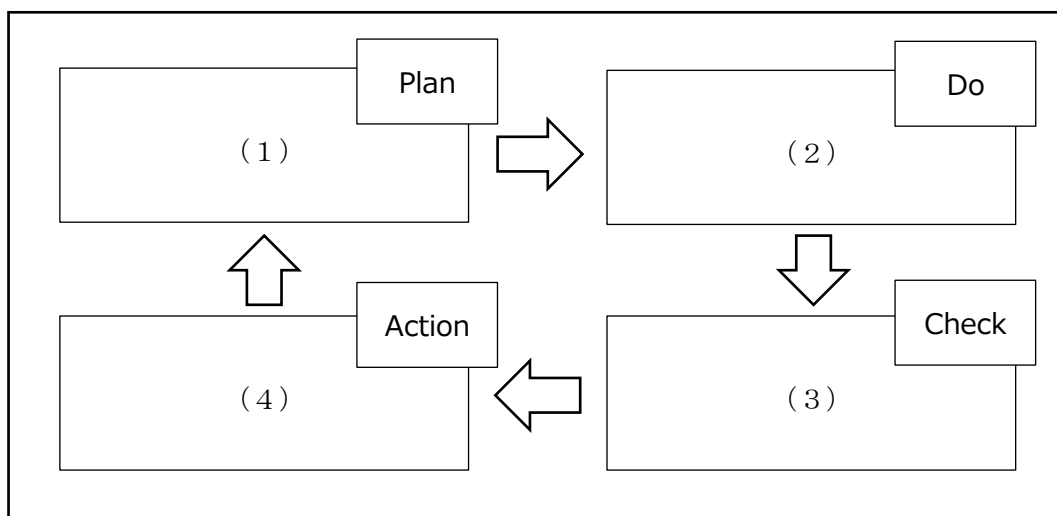 Plan
（１）
Do
（２）
Action
（４）
Check
（３）